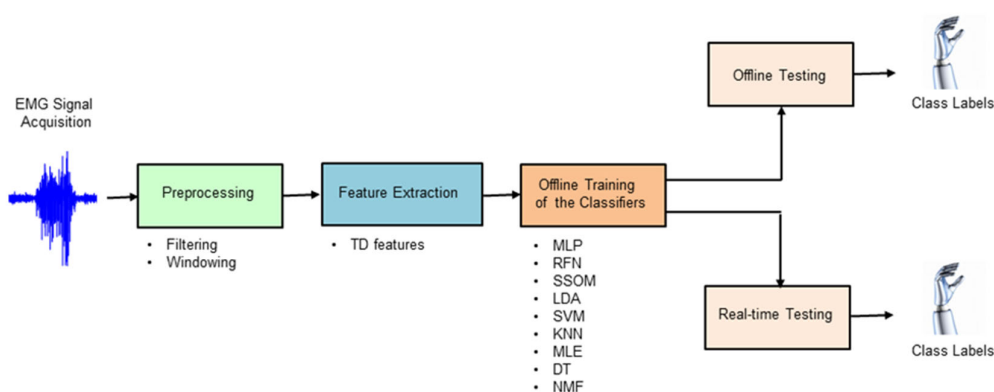 EMG Signal
Acquisition
Preprocessing
• Filtering
• Windowing
Feature Extraction
• TD features
Offline Training
of the Classifiers
• MLP
• RFN
• SSOM
• LDA
• SVM
• KNN
• MLE
• DT
• NMF
Offline Testing
Class Labels
Real-time Testing
Class Labels